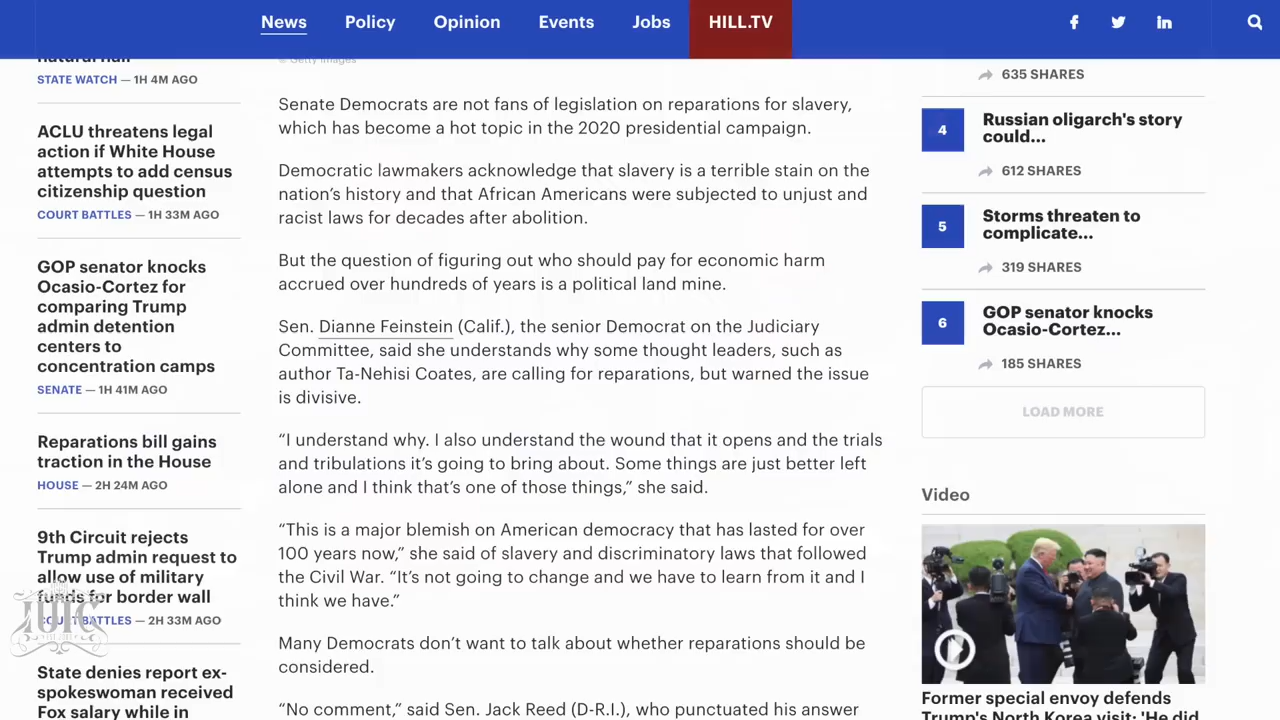 News Policy Opinion Events Jobs HILL.TV
natural hair
STATE WATCH — 1H 4M AGO
ACLU threatens legal
action if White House
attempts to add census
citizenship question
COURT BATTLES — 1H 33M AGO
GOP senator knocks
Ocasio-Cortez for
comparing Trump
admin detention
centers to
concentration camps
SENATE — 1H 41M AGO
Reparations bill gains
traction in the House
HOUSE — 2H 24M AGO
9th Circuit rejects
Trump admin request to
allow use of military
funds for border wall
COURT BATTLES — 2H 33M AGO
State denies report ex-
spokeswoman received
Fox salary while in
© Getty Images
Senate Democrats are not fans of legislation on reparations for slavery,
which has become a hot topic in the 2020 presidential campaign.
Democratic lawmakers acknowledge that slavery is a terrible stain on the
nation’s history and that African Americans were subjected to unjust and
racist laws for decades after abolition.
But the question of figuring out who should pay for economic harm
accrued over hundreds of years is a political land mine.
Sen. Dianne Feinstein (Calif.), the senior Democrat on the Judiciary
Committee, said she understands why some thought leaders, such as
author Ta-Nehisi Coates, are calling for reparations, but warned the issue
is divisive.
“I understand why. I also understand the wound that it opens and the trials
and tribulations it’s going to bring about. Some things are just better left
alone and I think that’s one of those things,” she said.
“This is a major blemish on American democracy that has lasted for over
100 years now,” she said of slavery and discriminatory laws that followed
the Civil War. “It’s not going to change and we have to learn from it and I
think we have.”
Many Democrats don’t want to talk about whether reparations should be
considered.
“No comment,” said Sen. Jack Reed (D-R.I.), who punctuated his answer
635 SHARES
4
Russian oligarch's story
could...
612 SHARES
5
Storms threaten to
complicate...
319 SHARES
6
GOP senator knocks
Ocasio-Cortez...
185 SHARES
LOAD MORE
Video
Former special envoy defends
Trump's North Korea visit: 'He did
IUIC